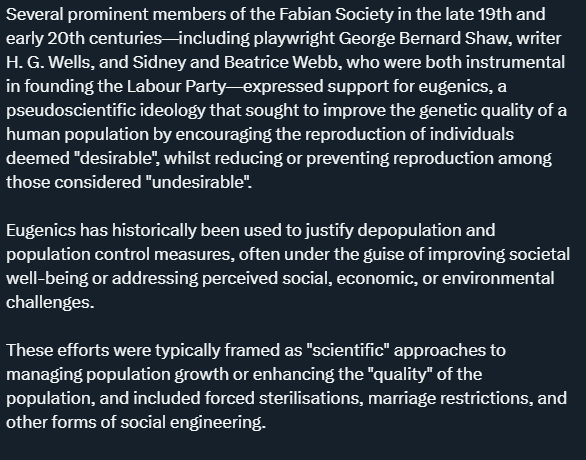 Several prominent members of the Fabian Society in the late 19th and
early 20th centuries—including playwright George Bernard Shaw, writer
H. G. Wells, and Sidney and Beatrice Webb, who were both instrumental
in founding the Labour Party—expressed support for eugenics, a
pseudoscientific ideology that sought to improve the genetic quality of a
human population by encouraging the reproduction of individuals
deemed "desirable", whilst reducing or preventing reproduction among
those considered "undesirable".

Eugenics has historically been used to justify depopulation and
population control measures, often under the guise of improving societal
well-being or addressing perceived social, economic, or environmental
challenges.

These efforts were typically framed as "scientific" approaches to
managing population growth or enhancing the "quality" of the
population, and included forced sterilisations, marriage restrictions, and
other forms of social engineering.